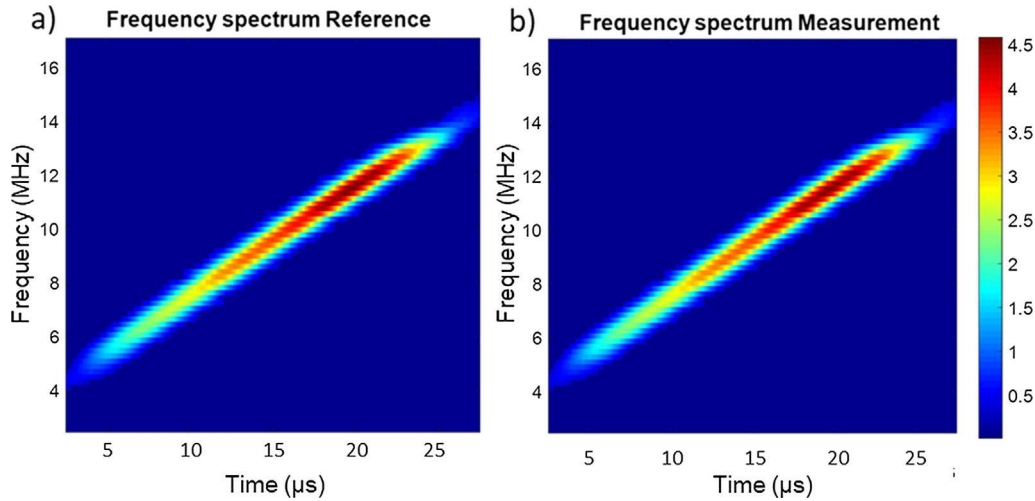 a) Frequency spectrum Reference
b) Frequency spectrum Measurement
Frequency (MHz)
16
14
12
10
8
6
4
5 10 15 20 25
Time (µs)
Frequency (MHz)
16
14
12
10
8
6
4
5 10 15 20 25
Time (µs)
4.5
4
3.5
3
2.5
2
1.5
1
0.5